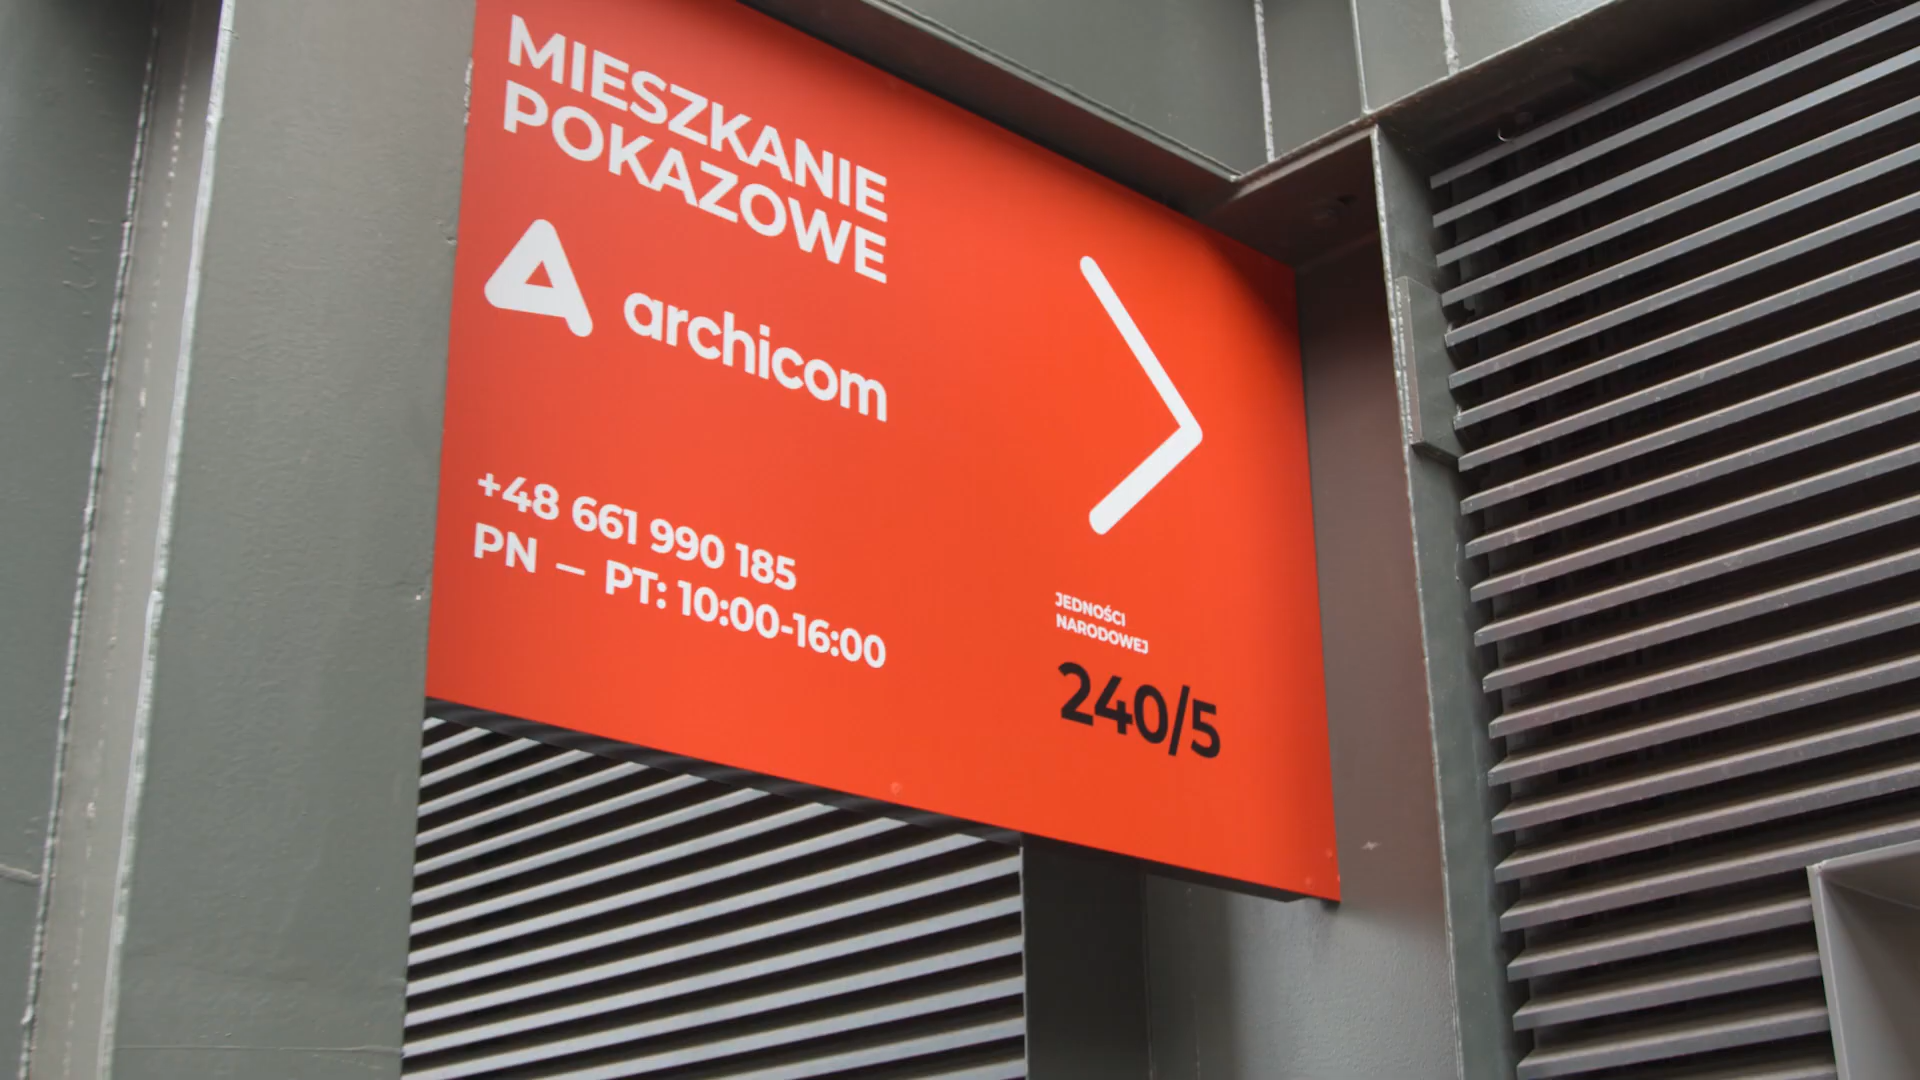 MIESZKANIE
POKAZOWE
archicom
+48 661 990 185
PN – PT: 10:00-16:00
JEDNOŚCI
NARODOWEJ
240/5